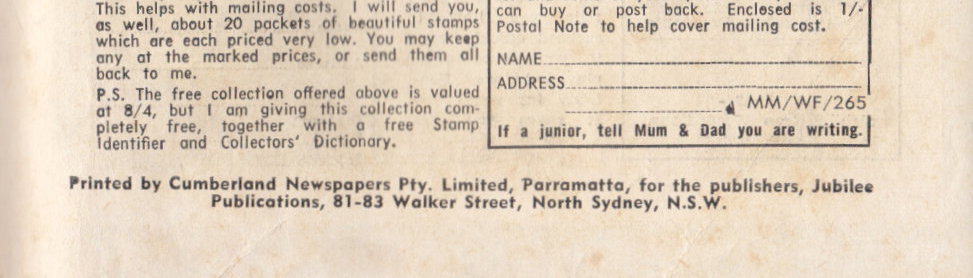 This helps with mailing costs. I will send you,
as well, about 20 packets of beautiful stamps
which are each priced very low. You may keep
any at the marked prices, or send them all
back to me.
P.S. The free collection offered above is valued
at 8/4, but I am giving this collection com-
pletely free, together with a free Stamp
Identifier and Collectors' Dictionary.
can buy or post back. Enclosed is 1/-
Postal Note to help cover mailing cost.
NAME
ADDRESS
MM/WF/265
If a junior, tell Mum & Dad you are writing.
Printed by Cumberland Newspapers Pty. Limited, Parramatta, for the publishers, Jubilee
Publications, 81-83 Walker Street, North Sydney, N.S.W.